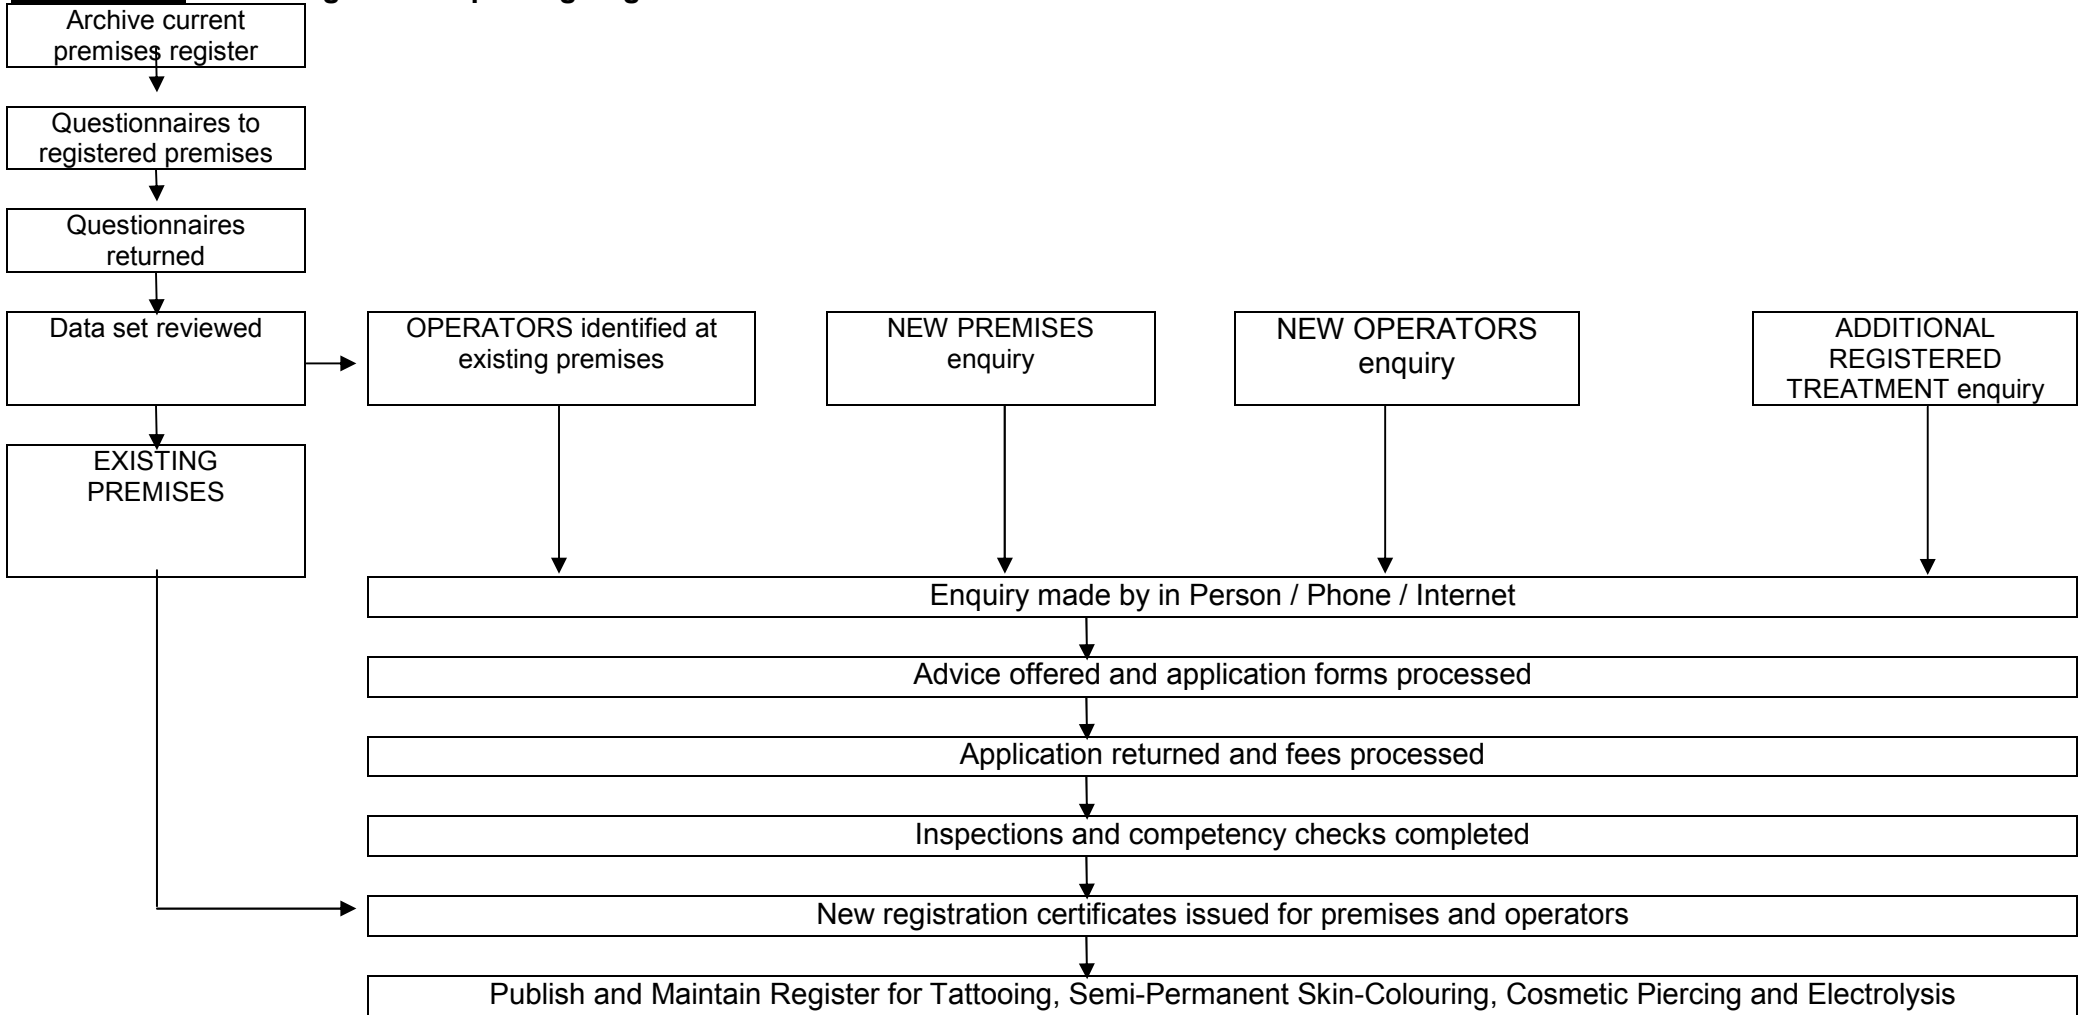 Archive current
premises register
Questionnaires to
registered premises
Questionnaires
returned
Data set reviewed
OPERATORS identified at
existing premises
NEW PREMISES
enquiry
NEW OPERATORS
enquiry
ADDITIONAL
REGISTERED
TREATMENT enquiry
EXISTING
PREMISES
Enquiry made by in Person / Phone / Internet
Advice offered and application forms processed
Application returned and fees processed
Inspections and competency checks completed
New registration certificates issued for premises and operators
Publish and Maintain Register for Tattooing, Semi-Permanent Skin-Colouring, Cosmetic Piercing and Electrolysis